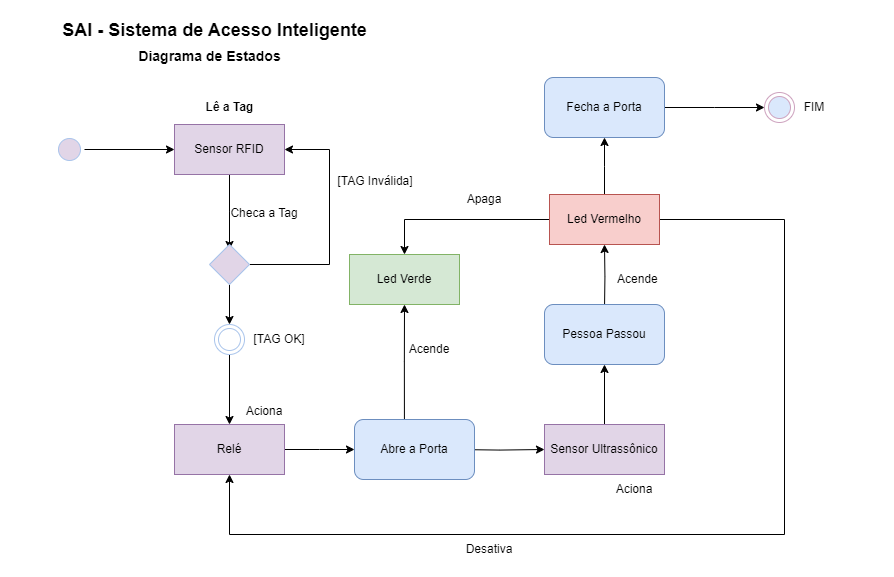 SAI - Sistema de Acesso Inteligente
Diagrama de Estados
Lê a Tag
Sensor RFID
[TAG Inválida]
Checa a Tag
[TAG OK]
Aciona
Relé
Abre a Porta
Acende
Led Verde
Apaga
Sensor Ultrassônico
Aciona
Pessoa Passou
Acende
Led Vermelho
Fecha a Porta
FIM
Desativa